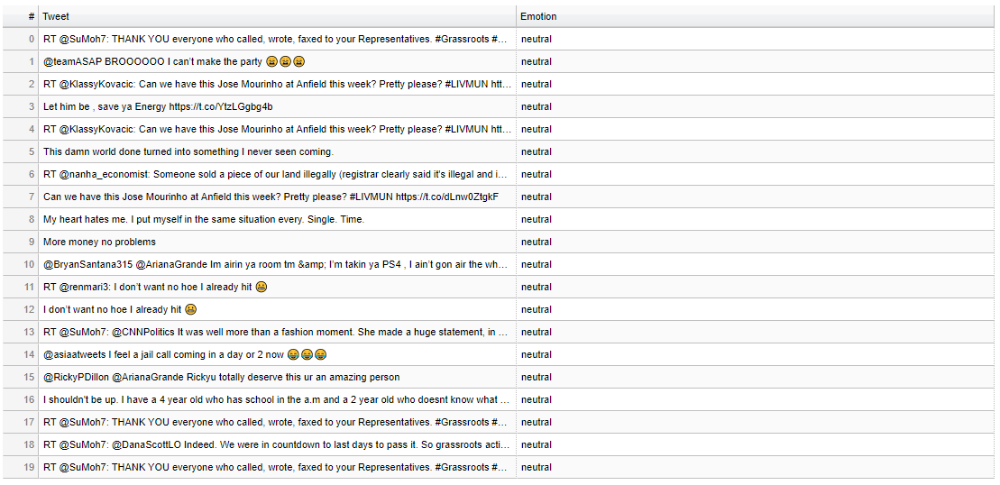 # Tweet Emotion
0 RT @SuMoh7: THANK YOU everyone who called, wrote, faxed to your Representatives. #Grassroots #... neutral
1 @teamASAP BROOOOOO I can't make the party 😩😩😩 neutral
2 RT @KlassyKovacic: Can we have this Jose Mourinho at Anfield this week? Pretty please? #LIVMUN htt... neutral
3 Let him be , save ya Energy https://t.co/YtzLGgbg4b neutral
4 RT @KlassyKovacic: Can we have this Jose Mourinho at Anfield this week? Pretty please? #LIVMUN htt... neutral
5 This damn world done turned into something I never seen coming. neutral
6 RT @nanha_economist: Someone sold a piece of our land illegally (registrar clearly said it's illegal and i... neutral
7 Can we have this Jose Mourinho at Anfield this week? Pretty please? #LIVMUN https://t.co/dLnw0ZtgkF neutral
8 My heart hates me. I put myself in the same situation every. Single. Time. neutral
9 More money no problems neutral
10 @BryanSantana315 @ArianaGrande Im airin ya room tm &amp; I'm takin ya PS4 , I ain't gon air the wh... neutral
11 RT @renmari3: I don't want no hoe I already hit 😬 neutral
12 I don't want no hoe I already hit 😬 neutral
13 RT @SuMoh7: @CNNPolitics It was well more than a fashion moment. She made a huge statement, in ... neutral
14 @asiaatweets I feel a jail call coming in a day or 2 now 😂😂😂 neutral
15 @RickyPDillon @ArianaGrande Rickyu totally deserve this ur an amazing person neutral
16 I shouldn't be up. I have a 4 year old who has school in the a.m and a 2 year old who doesnt know what ... neutral
17 RT @SuMoh7: THANK YOU everyone who called, wrote, faxed to your Representatives. #Grassroots #... neutral
18 RT @SuMoh7: @DanaScottLO Indeed. We were in countdown to last days to pass it. So grassroots acti... neutral
19 RT @SuMoh7: THANK YOU everyone who called, wrote, faxed to your Representatives. #Grassroots #... neutral